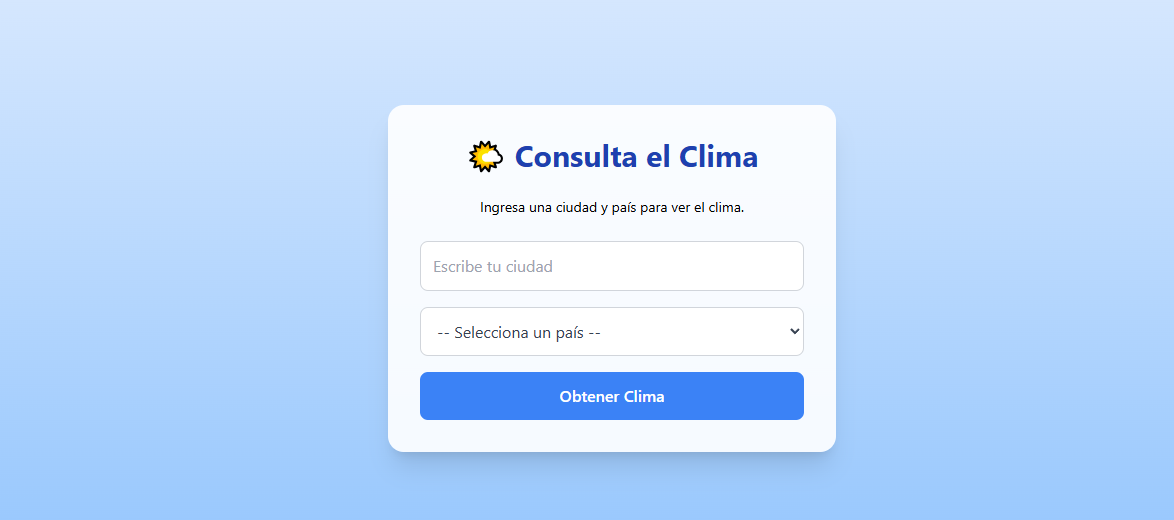 Consulta el Clima
Ingresa una ciudad y país para ver el clima.
Escribe tu ciudad
-- Selecciona un país --
Obtener Clima